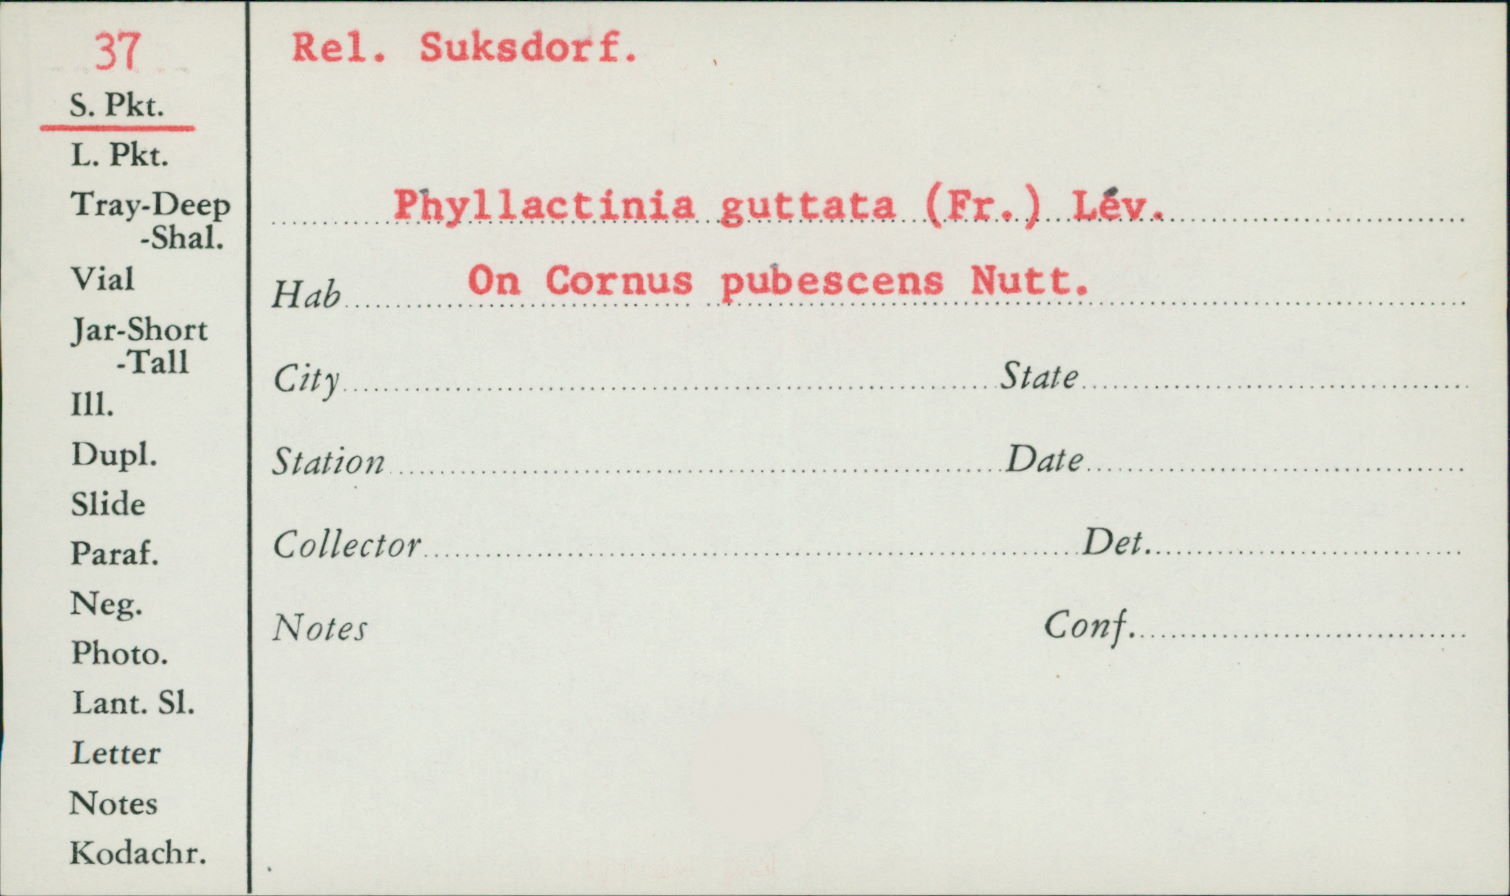 37
S. Pkt.
L. Pkt.
Tray-Deep
-Shal.
Vial
Jar-Short
-Tall
Ill.
Dupl.
Slide
Paraf.
Neg.
Photo.
Lant. Sl.
Letter
Notes
Kodachr.
Rel. Suksdorf.
Phyllactinia guttata (Fr.) Lév.
Hab On Cornus pubescens Nutt.
City State
Station Date
Collector Det.
Notes Conf.